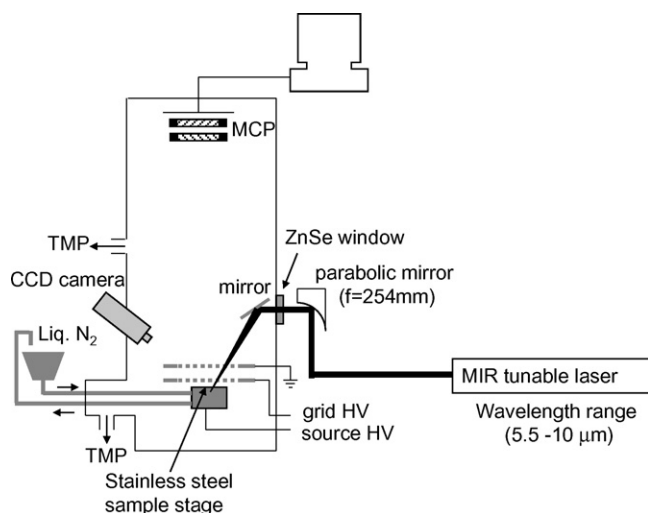 MCP
ZnSe window
TMP
CCD camera
mirror
parabolic mirror
(f=254mm)
Liq. N₂
MIR tunable laser
Wavelength range
(5.5 -10 μm)
grid HV
source HV
TMP
Stainless steel
sample stage